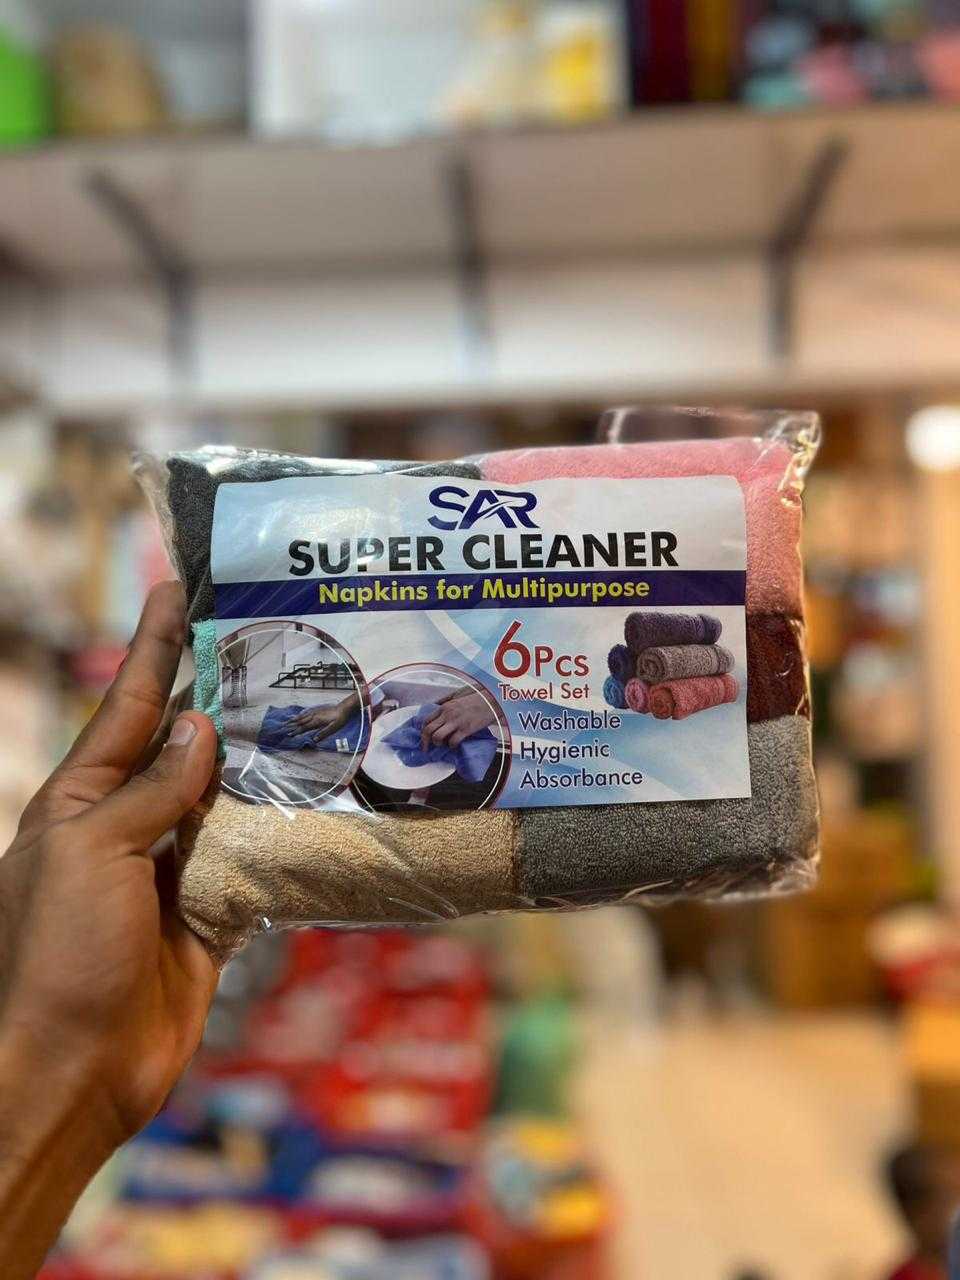 SAR
SUPER CLEANER
Napkins for Multipurpose
6Pcs
Towel Set
Washable
Hygienic
Absorbance